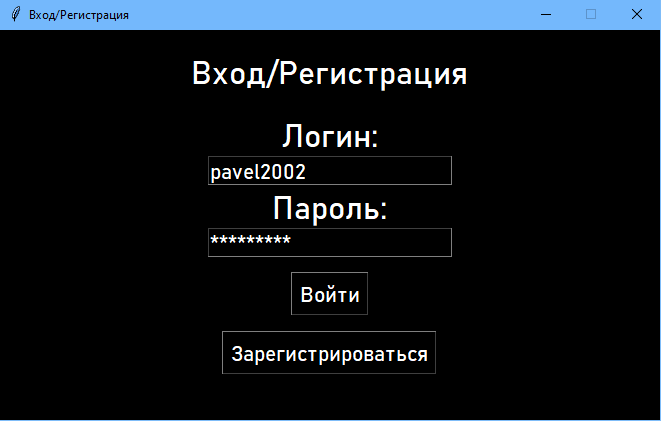 Вход/Регистрация
Вход/Регистрация
Логин:
pavel2002
Пароль:
*********
Войти
Зарегистрироваться